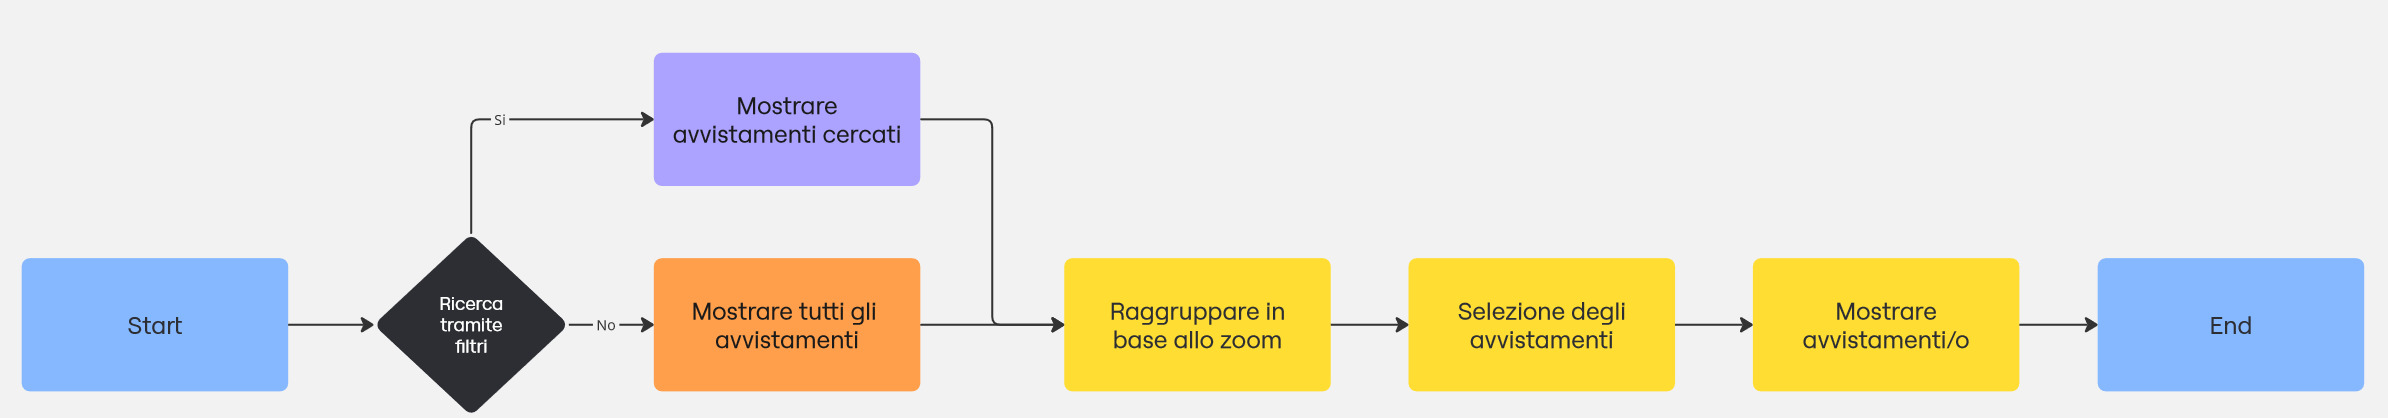 Start
Ricerca
tramite
filtri
Si
Mostrare
avvistamenti cercati
No
Mostrare tutti gli
avvistamenti
Raggruppare in
base allo zoom
Selezione degli
avvistamenti
Mostrare
avvistamenti/o
End